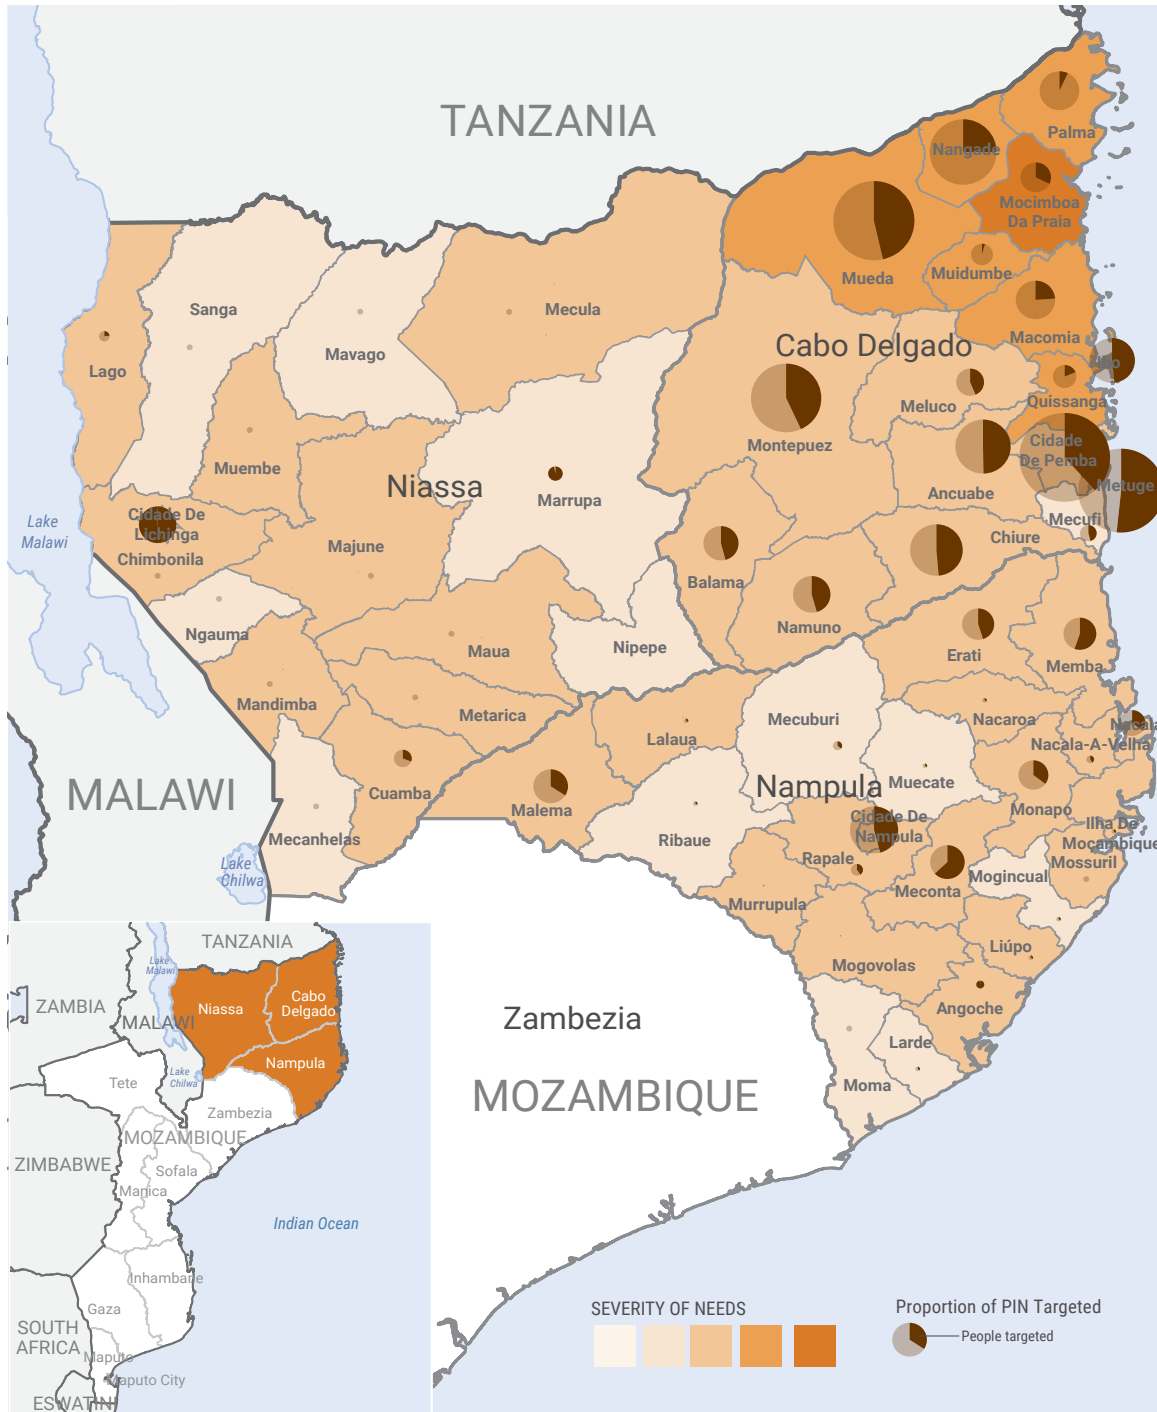 TANZANIA
Palma
Nangade
Mocimboa
Da Praia
Mueda
Muidumbe
Macomia
Sanga
Mecula
Mavago
Lago
Cabo Delgado
Meluco
Quissanga
Montepuez
Cidade
De Pemba
Muembe
Niassa
Marrupa
Ancuabe
Metuge
Cidade De
Lichinga
Lake
Malawi
Mecufi
Chiure
Majune
Chimbonila
Balama
Namuno
Ngauma
Maua
Nipepe
Erati
Memba
Mandimba
Metarica
Mecuburi
Nacaroa
Nacala
Lalaua
Nacala-A-Velha
MALAWI
Cuamba
Malema
Nampula
Muecate
Monapo
Cidade De
Nampula
Ilha De
Moçambique
Mecanhelas
Ribaue
Rapale
Mossuril
Lake
Chilwa
Mogincual
Meconta
Murrupula
Liúpo
Mogovolas
Angoche
Zambezia
Larde
Moma
MOZAMBIQUE
TANZANIA
Lake
Malawi
ZAMBIA
Niassa
Cabo
Delgado
MALAWI
Nampula
Lake
Chilwa
Tete
Zambezia
MOZAMBIQUE
ZIMBABWE
Sofala
Manica
Indian Ocean
Inhambane
Gaza
SOUTH
AFRICA
Maputo
Maputo City
ESWATINI
SEVERITY OF NEEDS
Proportion of PIN Targeted
People targeted